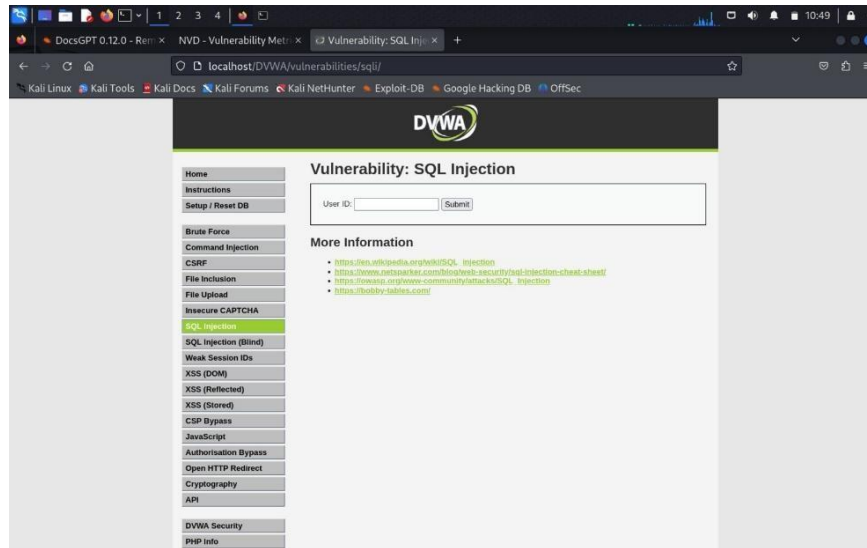 1 2 3 4
10:49
DocsGPT 0.12.0 - Rem
NVD - Vulnerability Metri
Vulnerability: SQL Injec
localhost/DVWA/vulnerabilities/sqli/
Kali Linux Kali Tools Kali Docs Kali Forums Kali NetHunter Exploit-DB Google Hacking DB OffSec
DVWA
Home
Instructions
Setup / Reset DB
Brute Force
Command Injection
CSRF
File Inclusion
File Upload
Insecure CAPTCHA
SQL Injection
SQL Injection (Blind)
Weak Session IDs
XSS (DOM)
XSS (Reflected)
XSS (Stored)
CSP Bypass
JavaScript
Authorisation Bypass
Open HTTP Redirect
Cryptography
API
DVWA Security
PHP Info
Vulnerability: SQL Injection
User ID: Submit
More Information
https://en.wikipedia.org/wiki/SQL_injection
https://www.netsparker.com/blog/web-security/sql-injection-cheat-sheet/
https://owasp.org/www-community/attacks/SQL_Injection
https://bobby-tables.com/